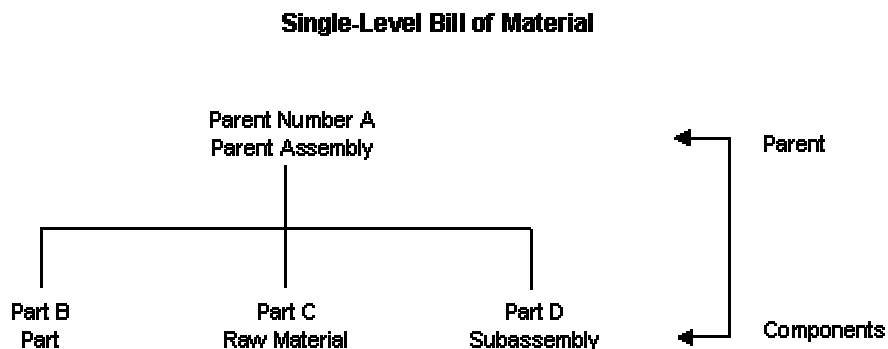 Single-Level Bill of Material
Parent Number A
Parent Assembly
Parent
Part B
Part
Part C
Raw Material
Part D
Subassembly
Components